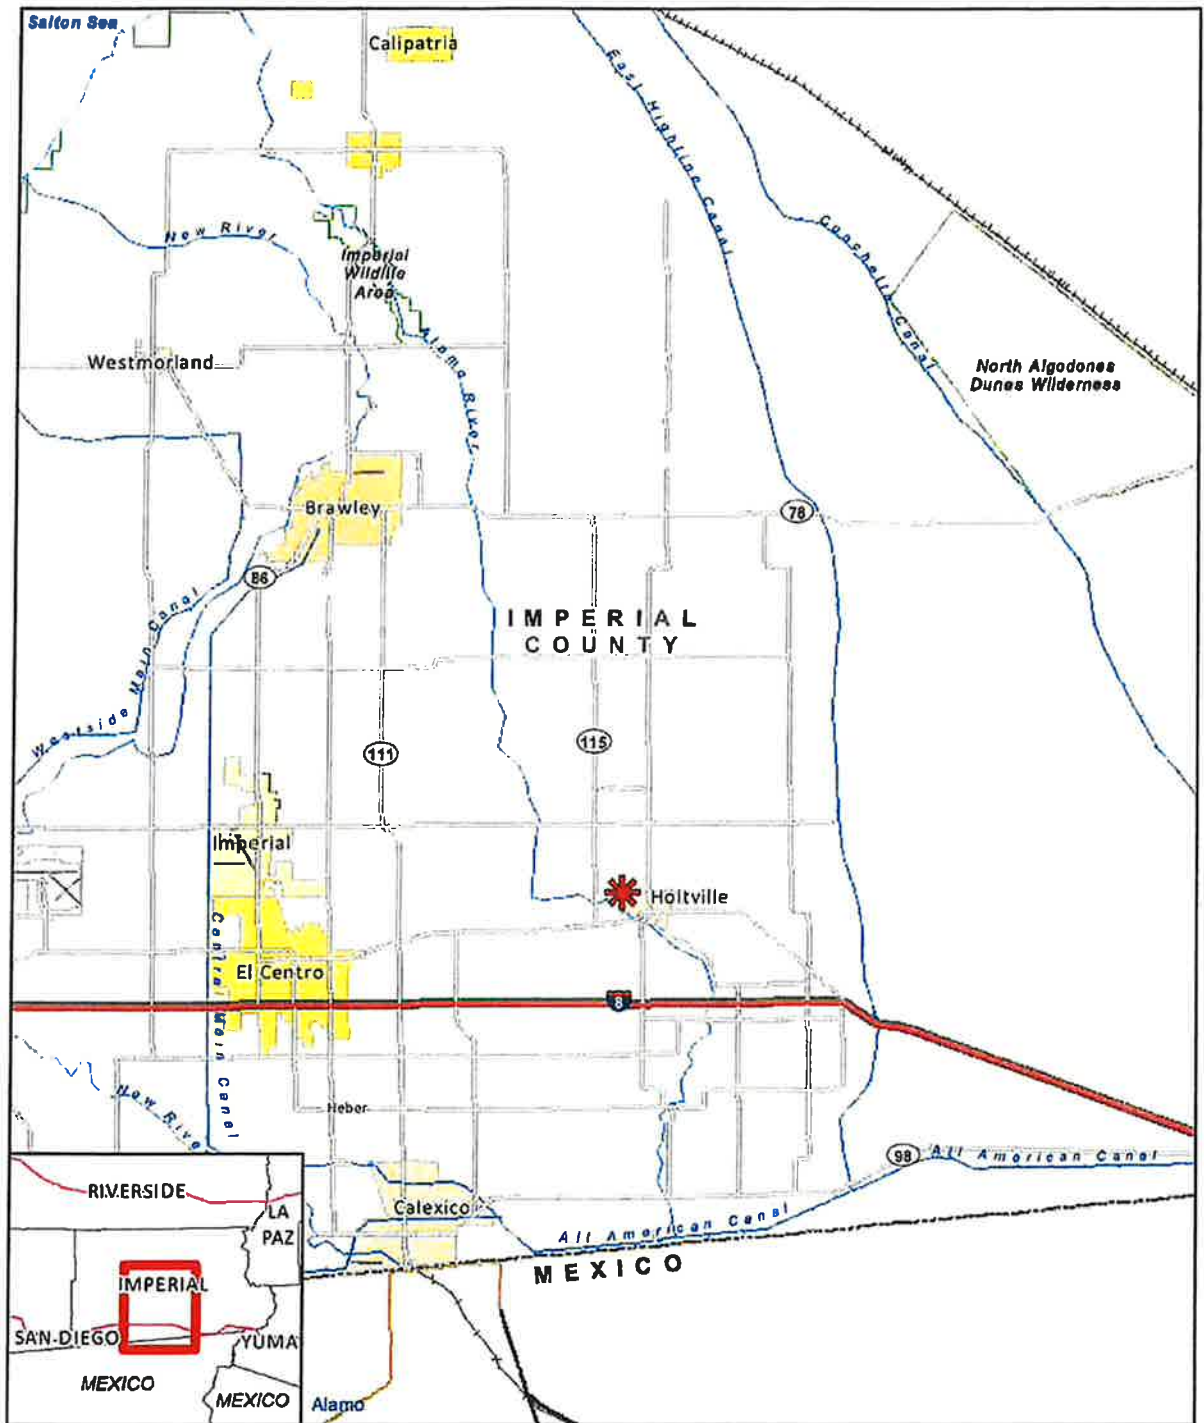 Salton Sea
Calipatria
East Highline Canal
New River
Imperial
Wildlife
Area
Coachella Canal
Alamo River
Westmorland
North Algodones
Dunes Wilderness
Brawley
78
86
IMPERIAL
COUNTY
Westside Main Canal
111
115
Imperial
Holtville
Central Main Canal
El Centro
8
New Rive
Heber
98
All American Canal
Calexico
All American Canal
MEXICO
RIVERSIDE
LA
PAZ
IMPERIAL
SAN DIEGO
YUMA
MEXICO
MEXICO
Alamo